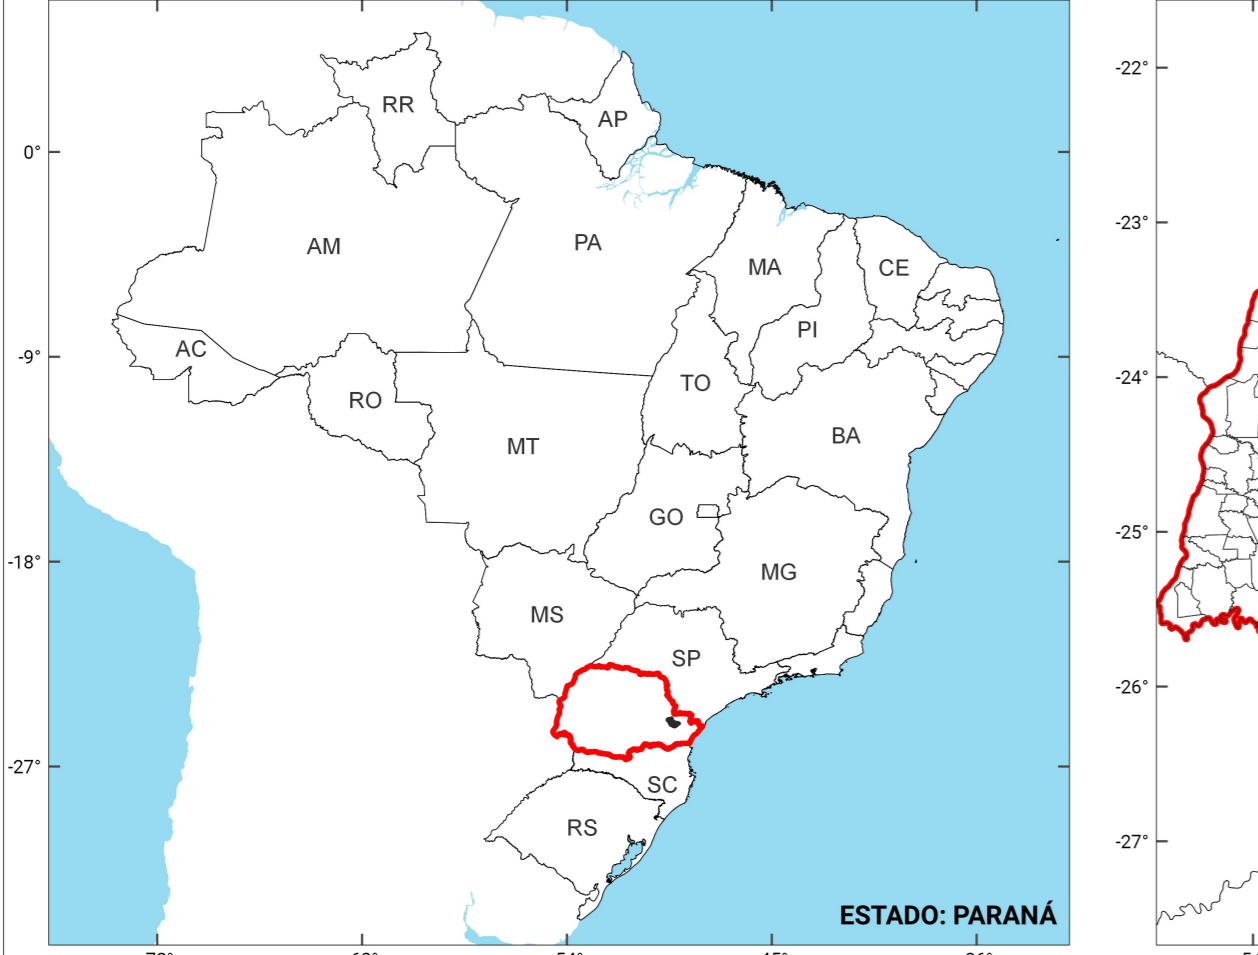 RR
AP
0°
AM
PA
MA
CE
PI
AC
-9°
TO
RO
BA
MT
GO
-18°
MG
MS
SP
-27°
SC
RS
ESTADO: PARANÁ
-22°
-23°
-24°
-25°
-26°
-27°